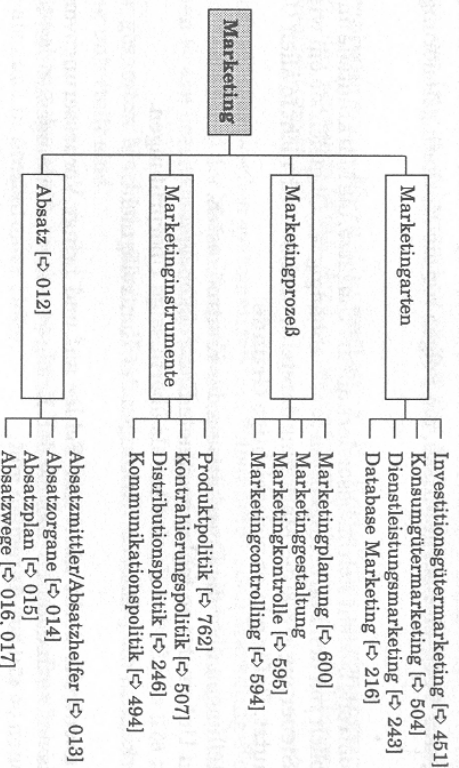 Marketing
Marketingarten
Investitionsgütermarketing [➪ 451]
Konsumgütermarketing [➪ 504]
Dienstleistungsmarketing [➪ 243]
Database Marketing [➪ 216]
Marketingprozeß
Marketingplanung [➪ 600]
Marketinggestaltung
Marketingkontrolle [➪ 595]
Marketingcontrolling [➪ 594]
Marketinginstrumente
Produktpolitik [➪ 762]
Kontrahierungspolitik [➪ 507]
Distributionspolitik [➪ 246]
Kommunikationspolitik [➪ 494]
Absatz [➪ 012]
Absatzmittler/Absatzhelfer [➪ 013]
Absatzorgane [➪ 014]
Absatzplan [➪ 015]
Absatzwege [➪ 016, 017]